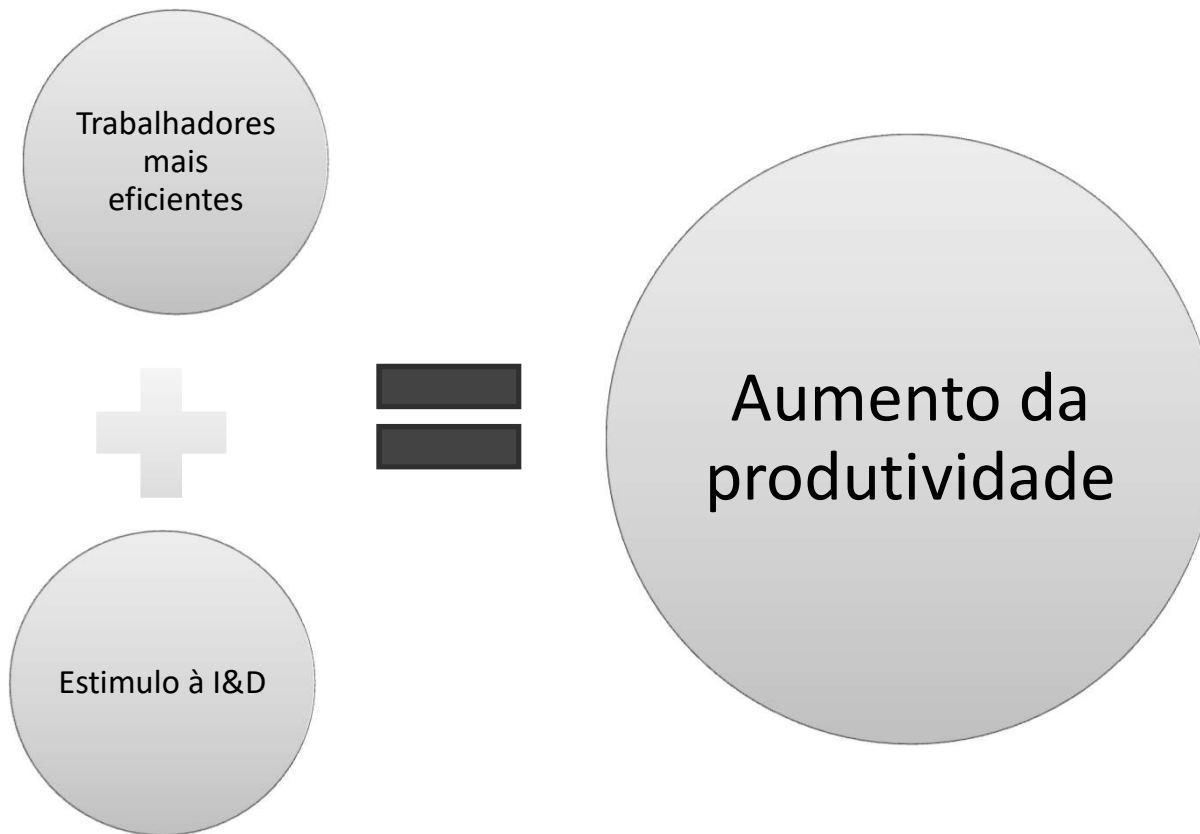 Trabalhadores
mais
eficientes
Estimulo à I&D
Aumento da
produtividade